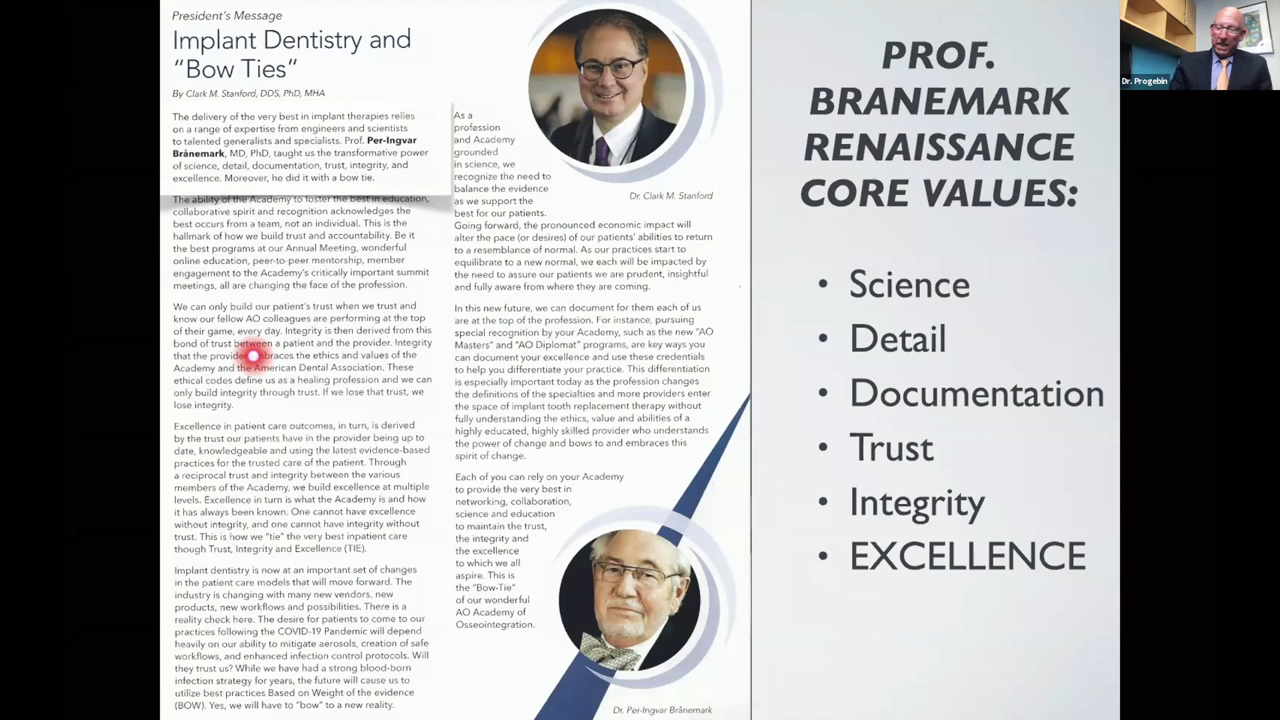 President's Message
Implant Dentistry and
"Bow Ties"
By Clark M. Stanford, DDS, PhD, MHA
The delivery of the very best in implant therapies relies
on a range of expertise from engineers and scientists
to talented generalists and specialists. Prof. Per-Ingvar
Brånemark, MD, PhD, taught us the transformative power
of science, detail, documentation, trust, integrity, and
excellence. Moreover, he did it with a bow tie.
The ability of the Academy to foster the best in education,
collaborative spirit and recognition acknowledges the
best occurs from a team, not an individual. This is the
hallmark of how we build trust and accountability. Be it
the best programs at our Annual Meeting, wonderful
online education, peer-to-peer mentorship, member
engagement to the Academy's critically important summit
meetings, all are changing the face of the profession.
We can only build our patient's trust when we trust and
know our fellow AO colleagues are performing at the top
of their game, every day. Integrity is then derived from this
bond of trust between a patient and the provider. Integrity
that the provider embraces the ethics and values of the
Academy and the American Dental Association. These
ethical codes define us as a healing profession and we can
only build integrity through trust. If we lose that trust, we
lose integrity.
Excellence in patient care outcomes, in turn, is derived
by the trust our patients have in the provider being up to
date, knowledgeable and using the latest evidence-based
practices for the trusted care of the patient. Through
a reciprocal trust and integrity between the various
members of the Academy, we build excellence at multiple
levels. Excellence in turn is what the Academy is and how
it has always been known. One cannot have excellence
without integrity, and one cannot have integrity without
trust. This is how we "tie" the very best inpatient care
though Trust, Integrity and Excellence (TIE).
Implant dentistry is now at an important set of changes
in the patient care models that will move forward. The
industry is changing with many new vendors, new
products, new workflows and possibilities. There is a
reality check here. The desire for patients to come to our
practices following the COVID-19 Pandemic will depend
heavily on our ability to mitigate aerosols, creation of safe
workflows, and enhanced infection control protocols. Will
they trust us? While we have had a strong blood-born
infection strategy for years, the future will cause us to
utilize best practices Based on Weight of the evidence
(BOW). Yes, we will have to "bow" to a new reality.
As a
profession
and Academy
grounded
in science, we
recognize the need to
balance the evidence
as we support the
best for our patients.
Going forward, the pronounced economic impact will
alter the pace (or desires) of our patients' abilities to return
to a resemblance of normal. As our practices start to
equilibrate to a new normal, we each will be impacted by
the need to assure our patients we are prudent, insightful
and fully aware from where they are coming.
In this new future, we can document for them each of us
are at the top of the profession. For instance, pursuing
special recognition by your Academy, such as the new "AO
Masters" and "AO Diplomat" programs, are key ways you
can document your excellence and use these credentials
to help you differentiate your practice. This differentiation
is especially important today as the profession changes
the definitions of the specialties and more providers enter
the space of implant tooth replacement therapy without
fully understanding the ethics, value and abilities of a
highly educated, highly skilled provider who understands
the power of change and bows to and embraces this
spirit of change.
Each of you can rely on your Academy
to provide the very best in
networking, collaboration,
science and education
to maintain the trust,
the integrity and
the excellence
to which we all
aspire. This is
the "Bow-Tie"
of our wonderful
AO Academy of
Osseointegration.
Dr. Clark M. Stanford
Dr. Per-Ingvar Brånemark
PROF.
BRANEMARK
RENAISSANCE
CORE VALUES:
• Science
• Detail
• Documentation
• Trust
• Integrity
• EXCELLENCE
Dr. Progebin